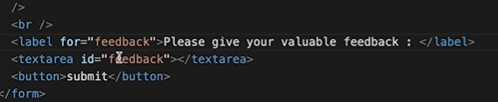 />
<br />
<label for="feedback">Please give your valuable feedback : </label>
<textarea id="feedback"></textarea>
<button>submit</button>
</form>